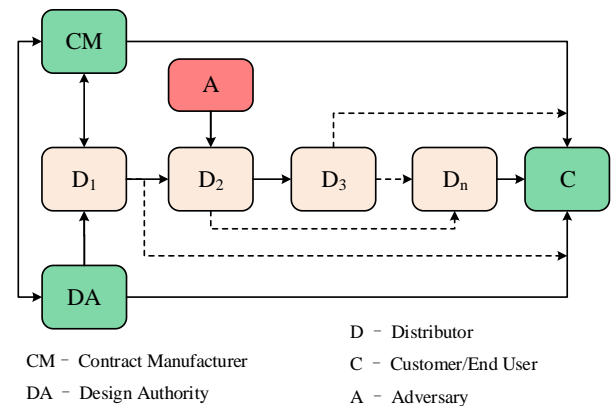 CM
A
D₁
D₂
D₃
Dₙ
C
DA
CM – Contract Manufacturer
DA – Design Authority
D – Distributor
C – Customer/End User
A – Adversary